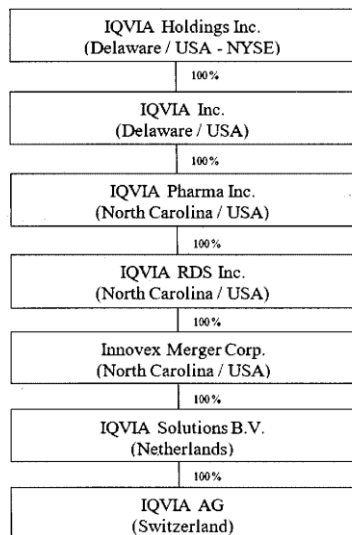 IQVIA Holdings Inc.
(Delaware / USA - NYSE)
100%
IQVIA Inc.
(Delaware / USA)
100%
IQVIA Pharma Inc.
(North Carolina / USA)
100%
IQVIA RDS Inc.
(North Carolina / USA)
100%
Innovex Merger Corp.
(North Carolina / USA)
100%
IQVIA Solutions B.V.
(Netherlands)
100%
IQVIA AG
(Switzerland)